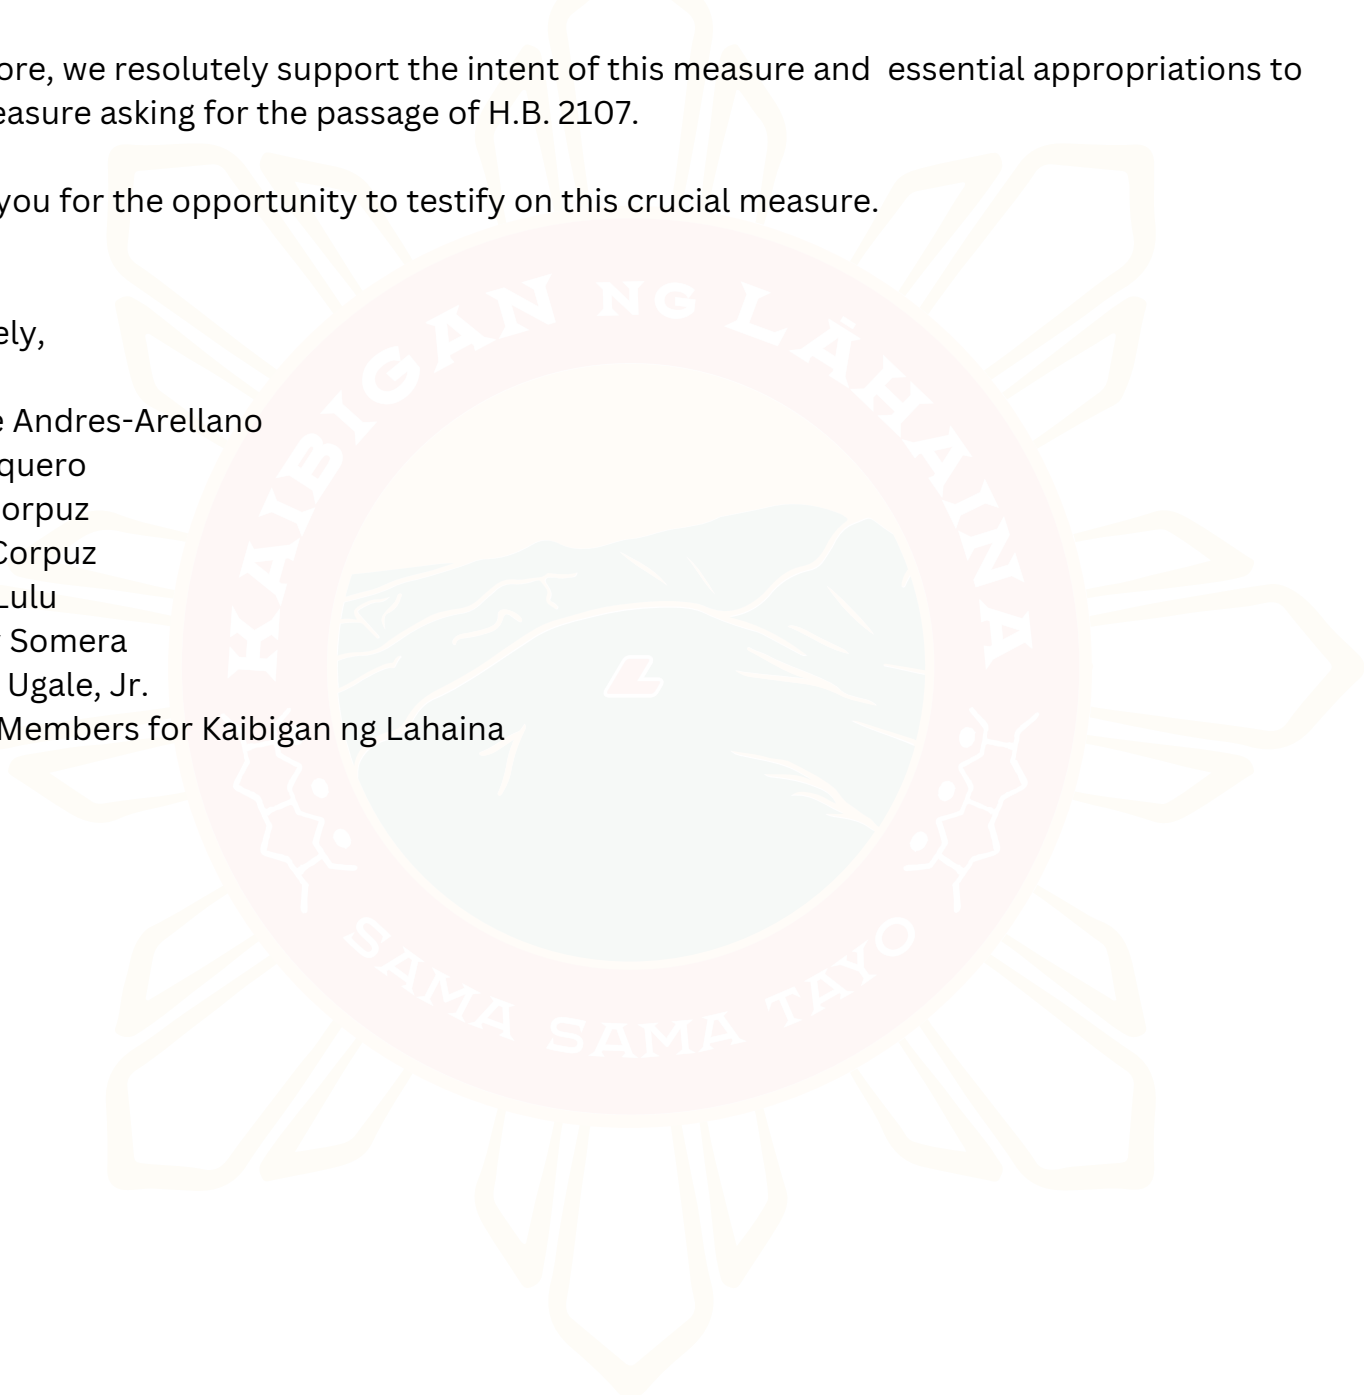 ore, we resolutely support the intent of this measure and  essential appropriations to
easure asking for the passage of H.B. 2107.
you for the opportunity to testify on this crucial measure.
ely,
e Andres-Arellano
quero
orpuz
Corpuz
Lulu
Somera
Ugale, Jr.
Members for Kaibigan ng Lahaina
KAIBIGAN NG LĀHAINA
SAMA SAMA TAYO